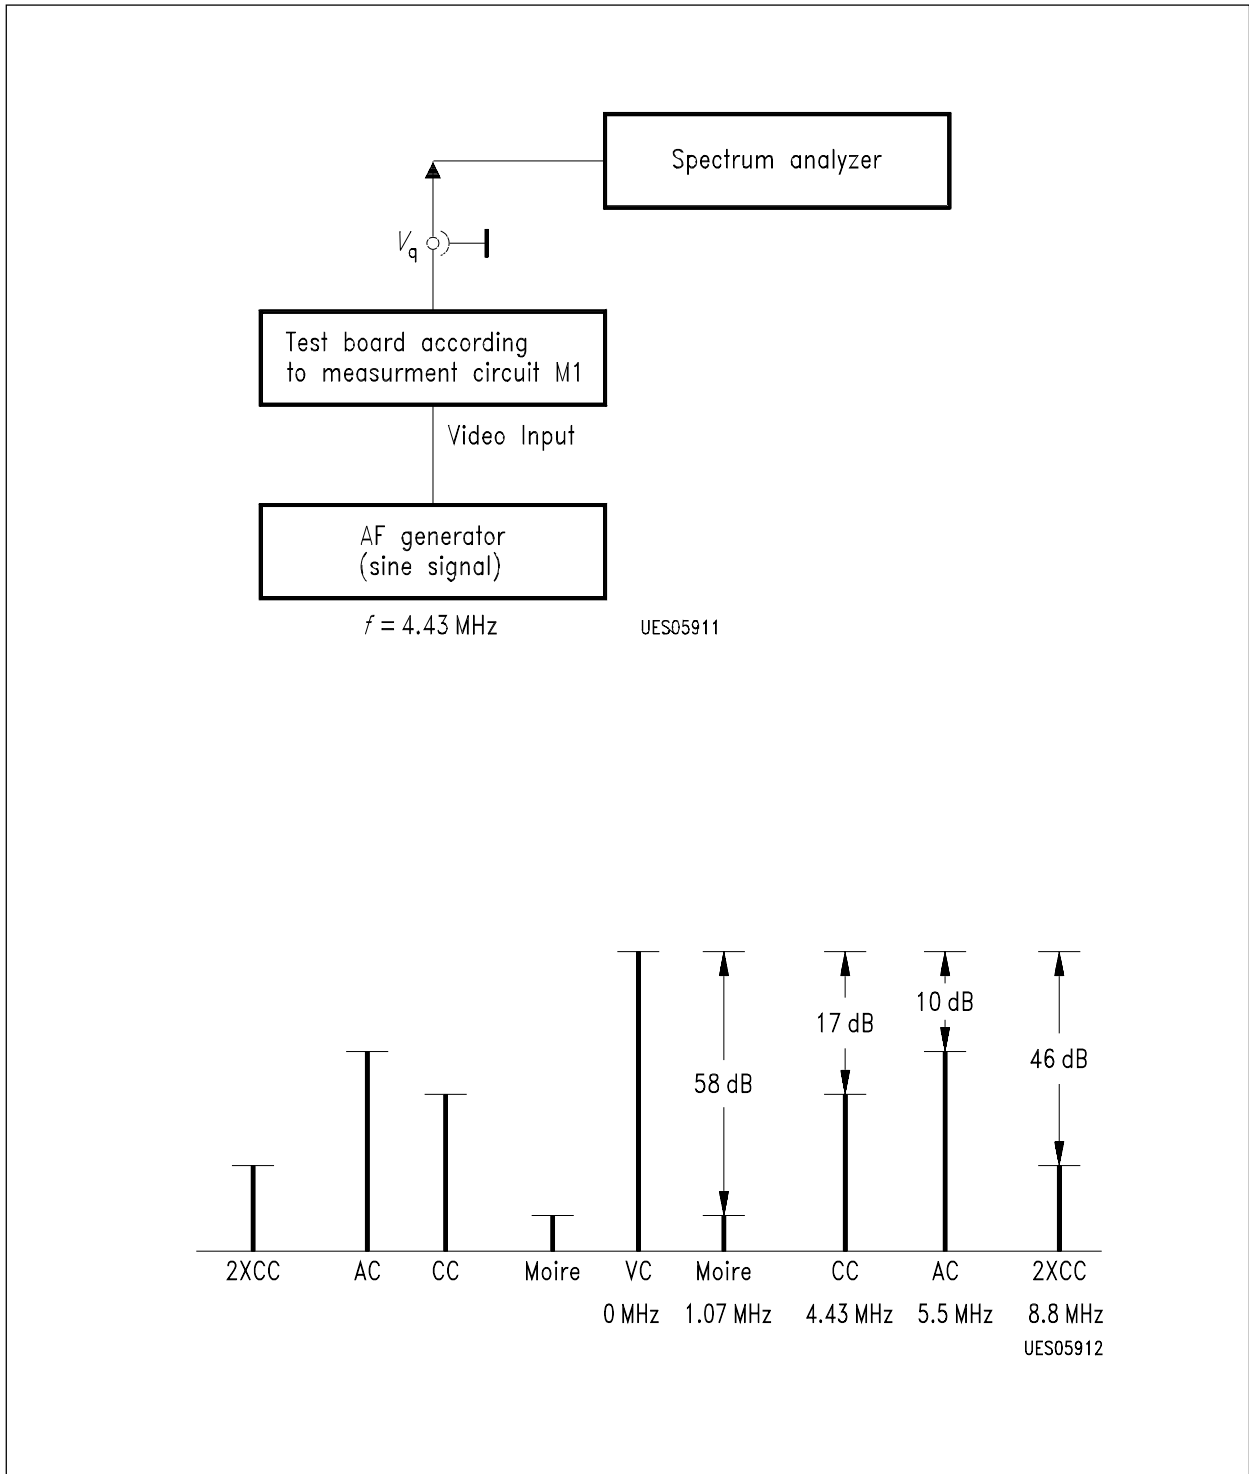 Spectrum analyzer
Vq
Test board according
to measurment circuit M1
Video Input
AF generator
(sine signal)
f = 4.43 MHz
UES05911
10 dB
17 dB
46 dB
58 dB
2XCC AC CC Moire VC Moire CC AC 2XCC
0 MHz 1.07 MHz 4.43 MHz 5.5 MHz 8.8 MHz
UES05912